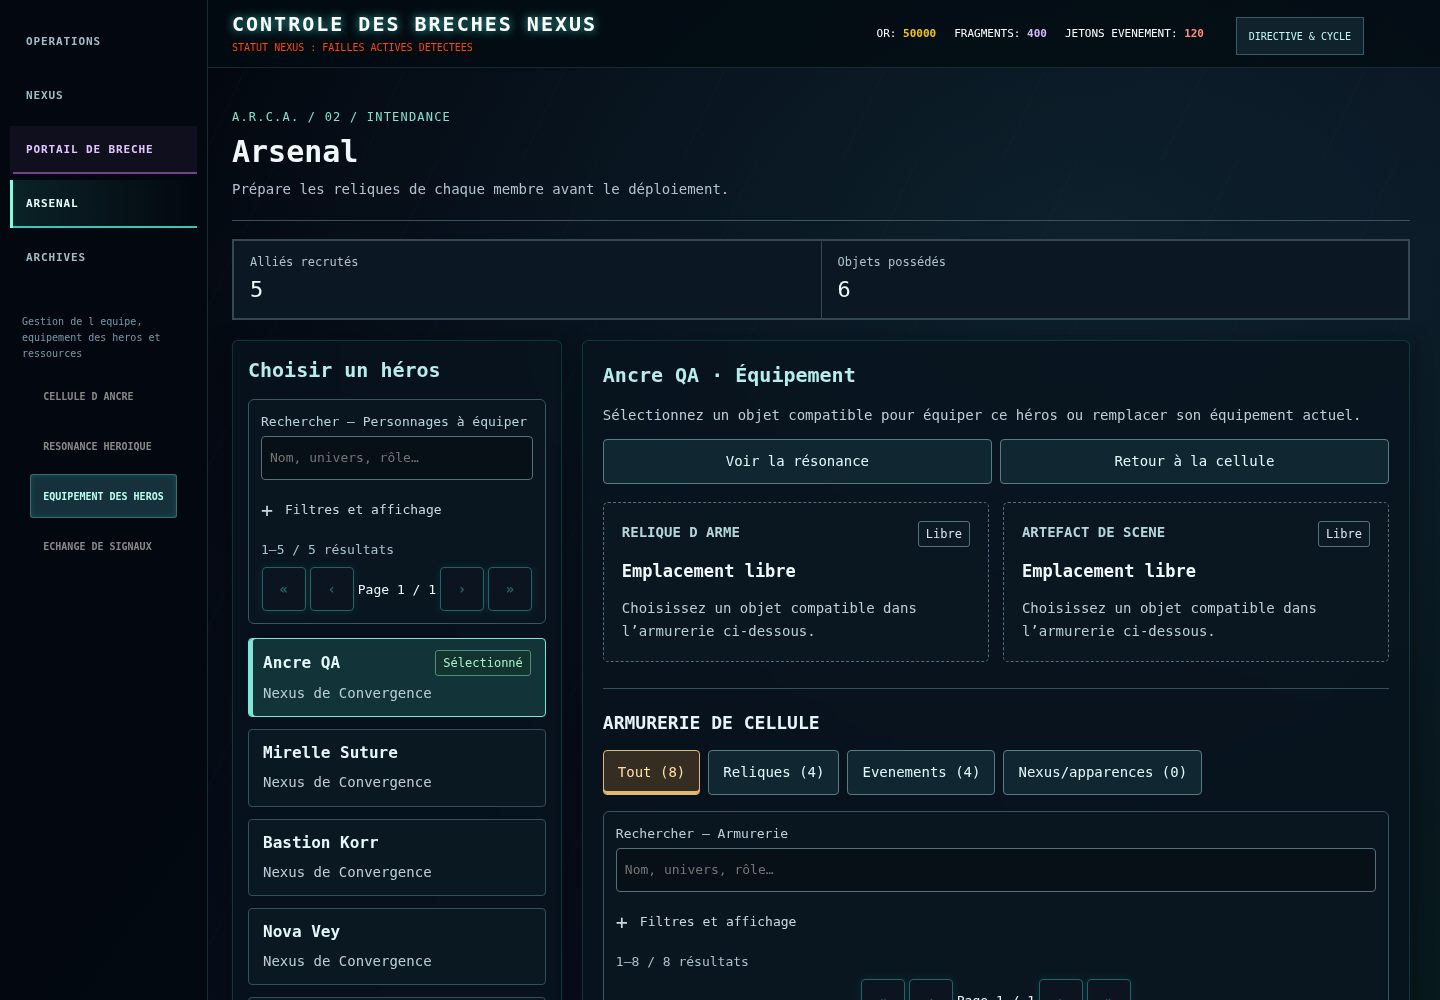 OPERATIONS
NEXUS
PORTAIL DE BRECHE
ARSENAL
ARCHIVES
Gestion de l equipe,
equipement des heros et
ressources
CELLULE D ANCRE
RESONANCE HEROIQUE
EQUIPEMENT DES HEROS
ECHANGE DE SIGNAUX
CONTROLE DES BRECHES NEXUS
STATUT NEXUS : FAILLES ACTIVES DETECTEES
OR: 50000 FRAGMENTS: 400 JETONS EVENEMENT: 120
DIRECTIVE & CYCLE
A.R.C.A. / 02 / INTENDANCE
Arsenal
Prépare les reliques de chaque membre avant le déploiement.
Alliés recrutés
5
Objets possédés
6
Choisir un héros
Rechercher — Personnages à équiper
Nom, univers, rôle…
+ Filtres et affichage
1–5 / 5 résultats
« ‹ Page 1 / 1 › »
Ancre QA Sélectionné
Nexus de Convergence
Mirelle Suture
Nexus de Convergence
Bastion Korr
Nexus de Convergence
Nova Vey
Nexus de Convergence
Ancre QA · Équipement
Sélectionnez un objet compatible pour équiper ce héros ou remplacer son équipement actuel.
Voir la résonance
Retour à la cellule
RELIQUE D ARME Libre
Emplacement libre
Choisissez un objet compatible dans
l’armurerie ci-dessous.
ARTEFACT DE SCENE Libre
Emplacement libre
Choisissez un objet compatible dans
l’armurerie ci-dessous.
ARMURERIE DE CELLULE
Tout (8) Reliques (4) Evenements (4) Nexus/apparences (0)
Rechercher — Armurerie
Nom, univers, rôle…
+ Filtres et affichage
1–8 / 8 résultats
« ‹ Page 1 / 1 › »